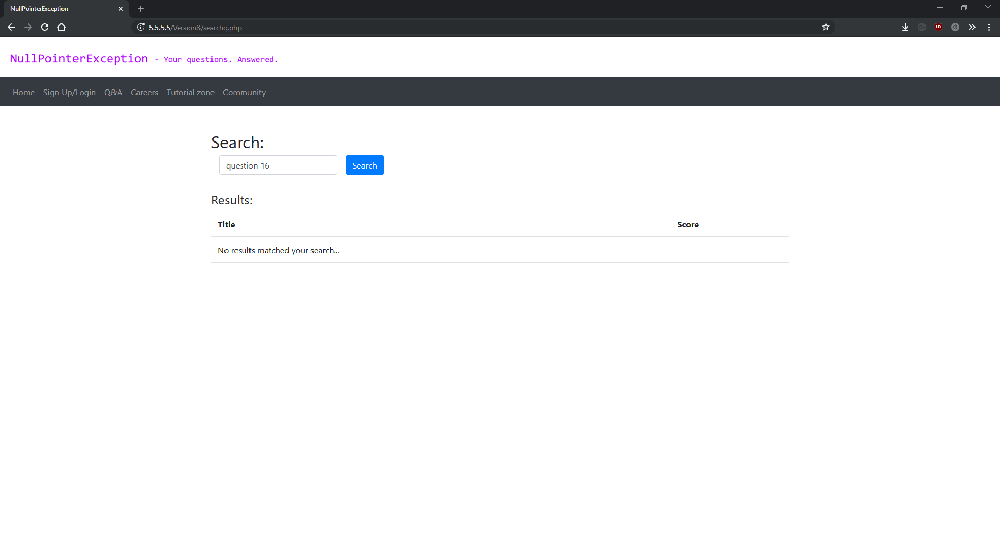 NullPointerException
5.5.5.5/Version8/searchq.php
NullPointerException - Your questions. Answered.
Home Sign Up/Login Q&A Careers Tutorial zone Community
Search:
question 16 Search
Results:
Title Score
No results matched your search...